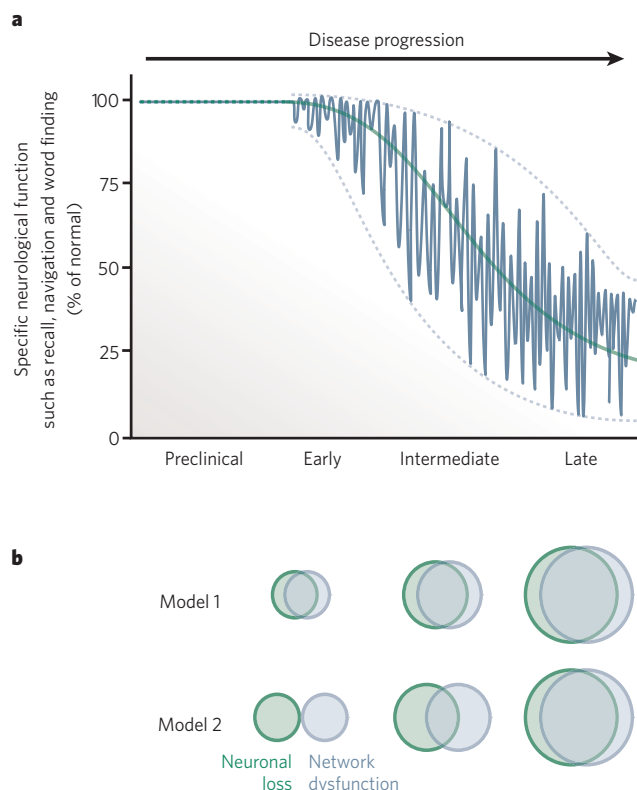 a
Disease progression
Specific neurological function
such as recall, navigation and word finding
(% of normal)
100
75
50
25
0
Preclinical Early Intermediate Late
b
Model 1
Model 2
Neuronal Network
loss dysfunction